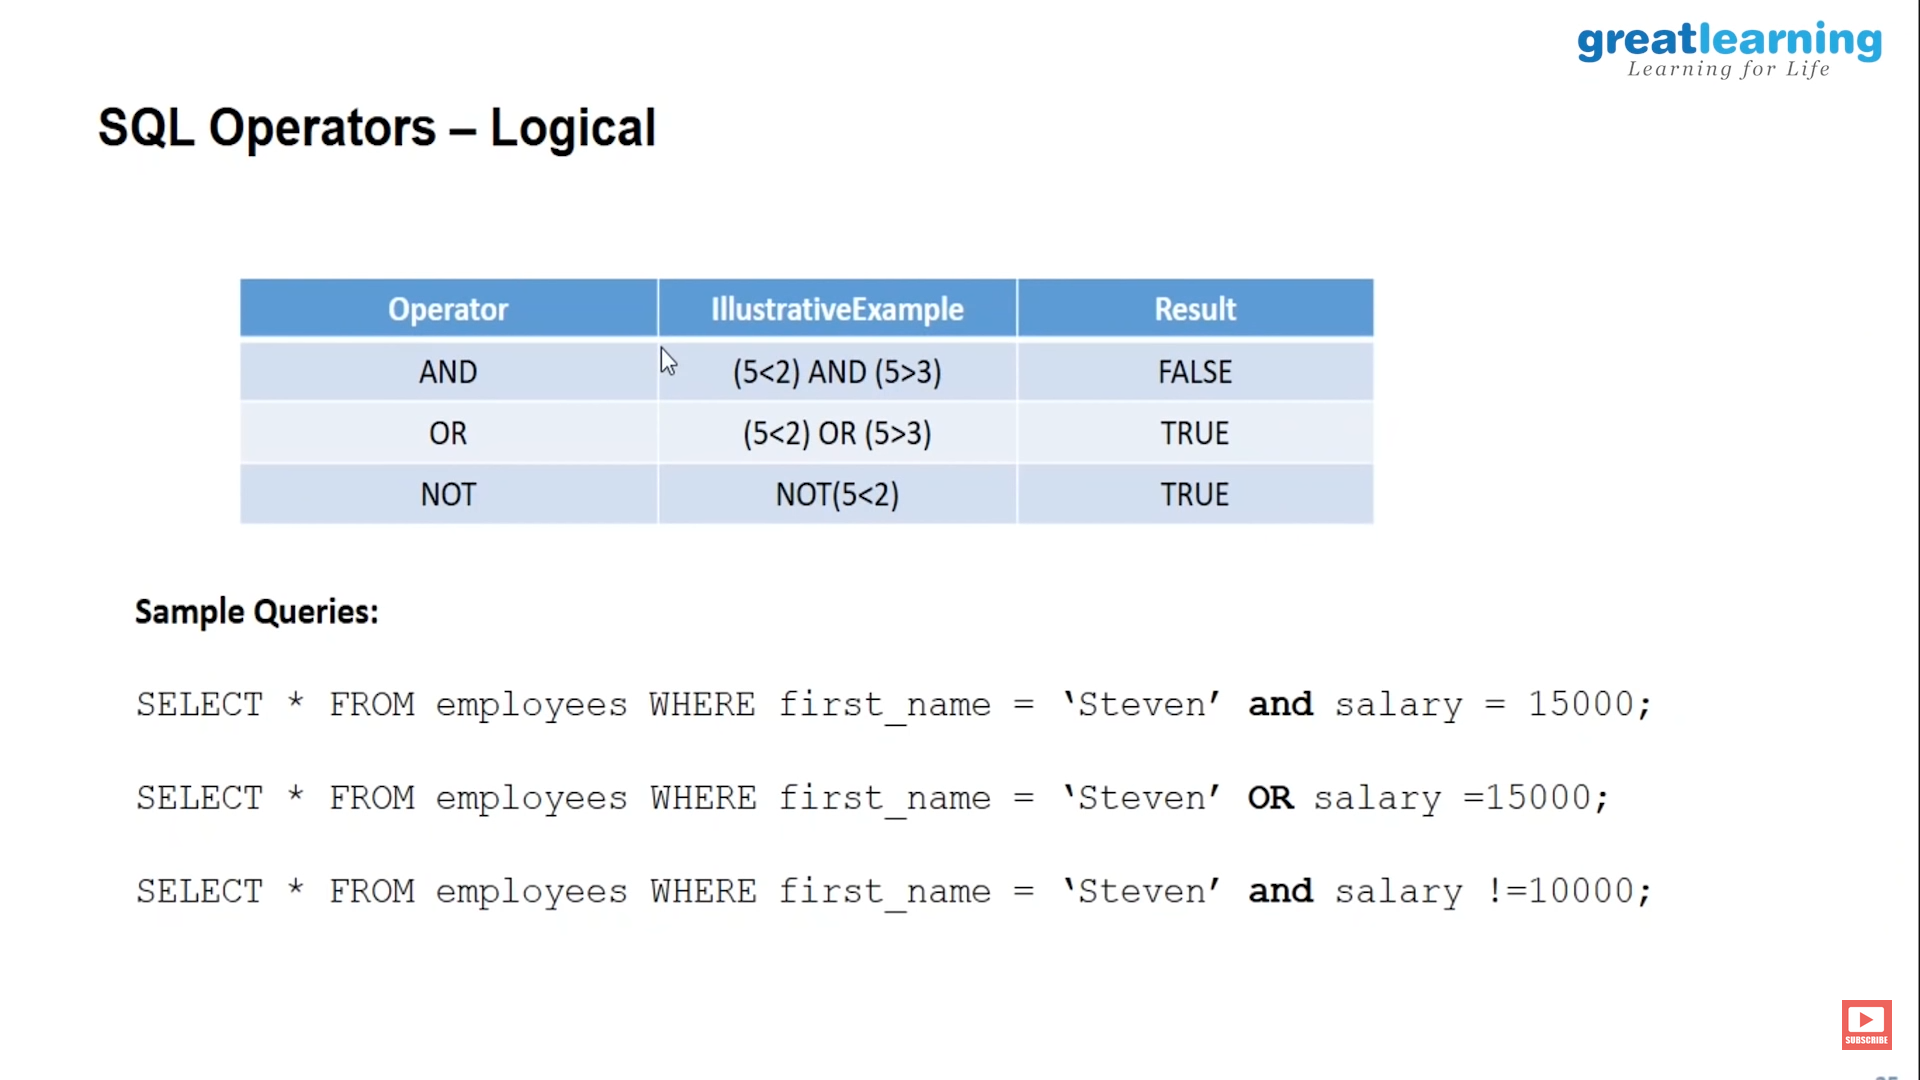 greatlearning
Learning for Life
SQL Operators – Logical
Operator IllustrativeExample Result
AND (5<2) AND (5>3) FALSE
OR (5<2) OR (5>3) TRUE
NOT NOT(5<2) TRUE
Sample Queries:
SELECT * FROM employees WHERE first_name = ‘Steven’ and salary = 15000;
SELECT * FROM employees WHERE first_name = ‘Steven’ OR salary =15000;
SELECT * FROM employees WHERE first_name = ‘Steven’ and salary !=10000;
SUBSCRIBE